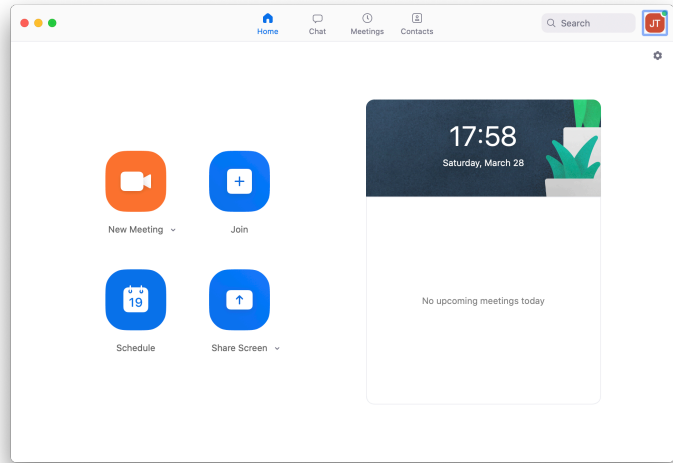 Home
Chat
Meetings
Contacts
Search
JT
17:58
Saturday, March 28
New Meeting
Join
No upcoming meetings today
19
Schedule
Share Screen